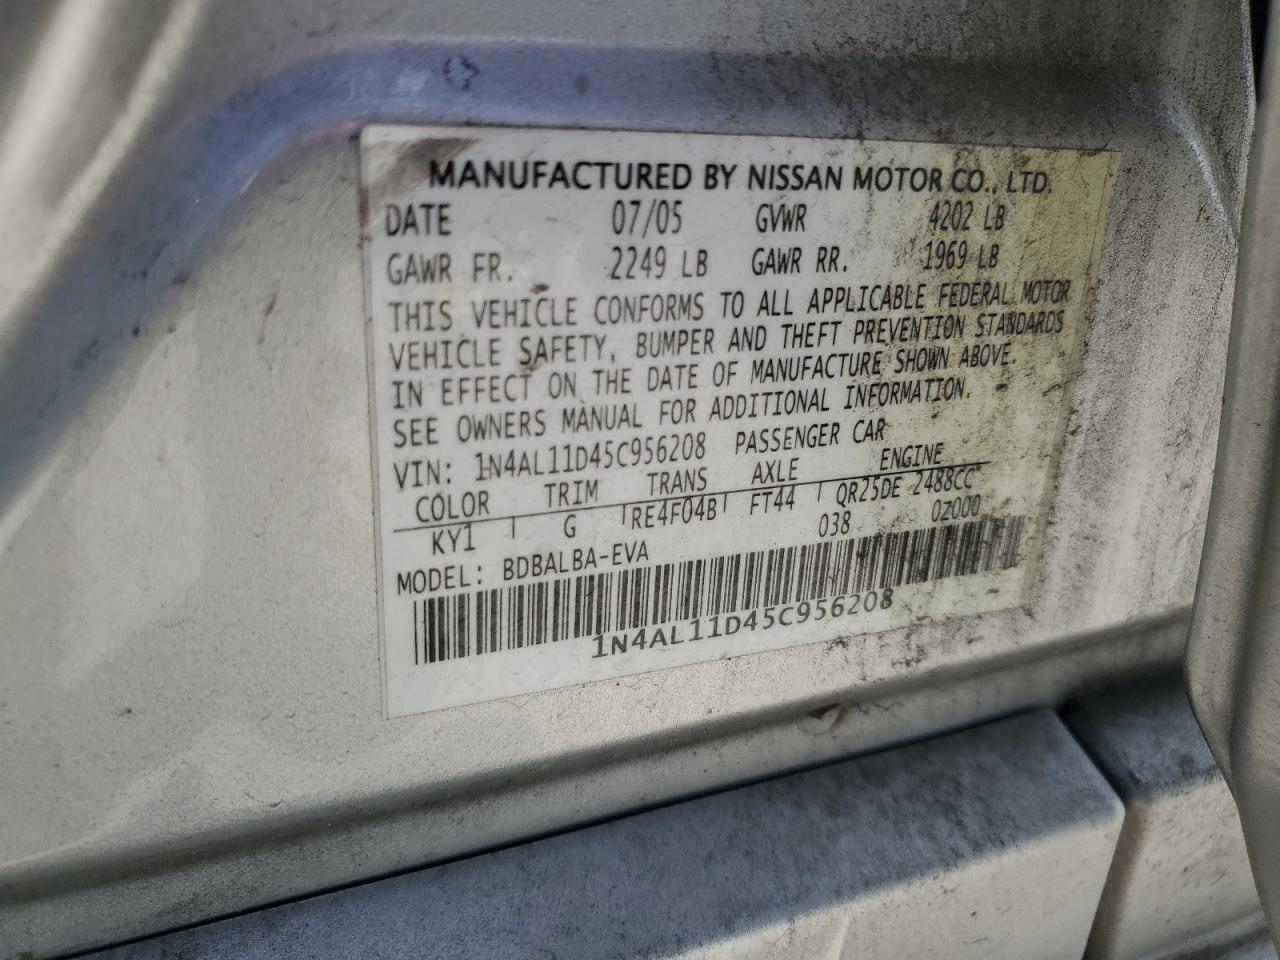 MANUFACTURED BY NISSAN MOTOR CO., LTD.
DATE 07/05 GVWR 4202 LB
GAWR FR. 2249 LB GAWR RR. 1969 LB
THIS VEHICLE CONFORMS TO ALL APPLICABLE FEDERAL MOTOR
VEHICLE SAFETY, BUMPER AND THEFT PREVENTION STANDARDS
IN EFFECT ON THE DATE OF MANUFACTURE SHOWN ABOVE.
SEE OWNERS MANUAL FOR ADDITIONAL INFORMATION.
VIN: 1N4AL11D45C956208 PASSENGER CAR
COLOR TRIM TRANS AXLE ENGINE
KY1 G RE4F04B FT44 QR25DE 2488CC
038 0Z000
MODEL: BDBALBA-EVA
1N4AL11D45C956208